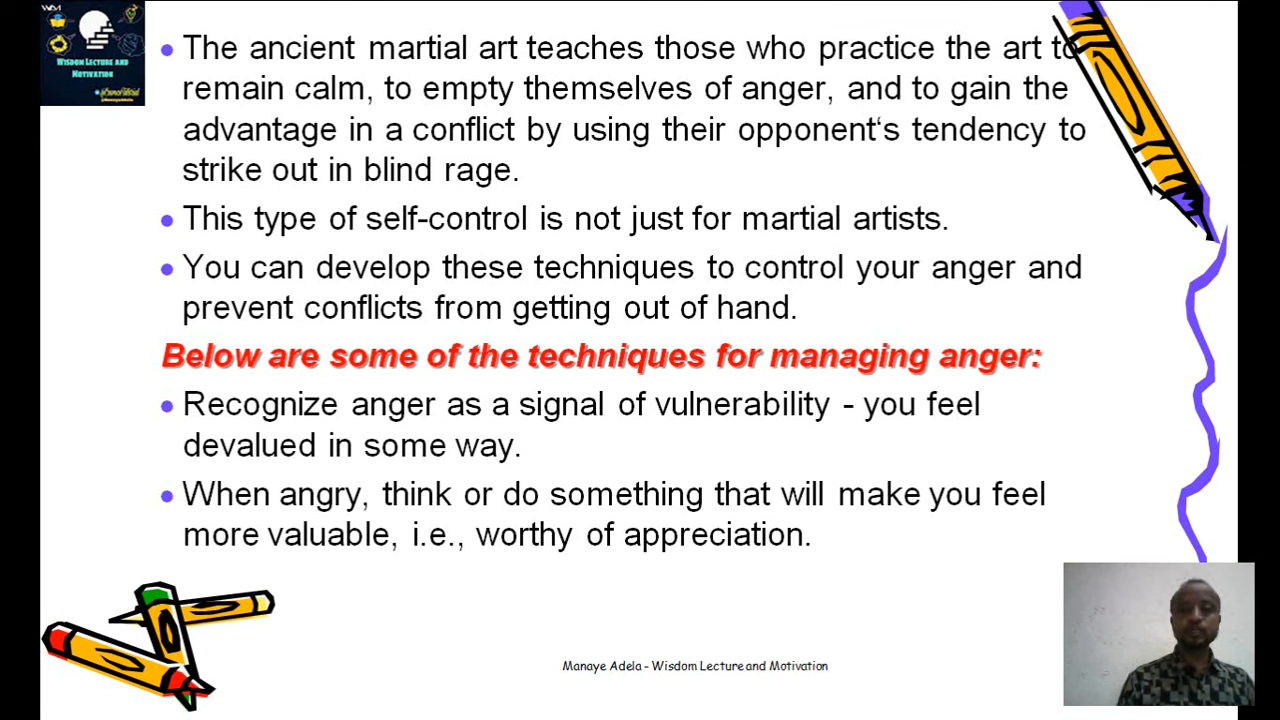 WISDOM LECTURE AND
MOTIVATION
The ancient martial art teaches those who practice the art to
remain calm, to empty themselves of anger, and to gain the
advantage in a conflict by using their opponent‘s tendency to
strike out in blind rage.
This type of self-control is not just for martial artists.
You can develop these techniques to control your anger and
prevent conflicts from getting out of hand.
Below are some of the techniques for managing anger:
Recognize anger as a signal of vulnerability - you feel
devalued in some way.
When angry, think or do something that will make you feel
more valuable, i.e., worthy of appreciation.
Manaye Adela - Wisdom Lecture and Motivation